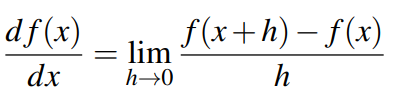 df(x)/dx = lim_{h→0} f(x+h) − f(x)/h